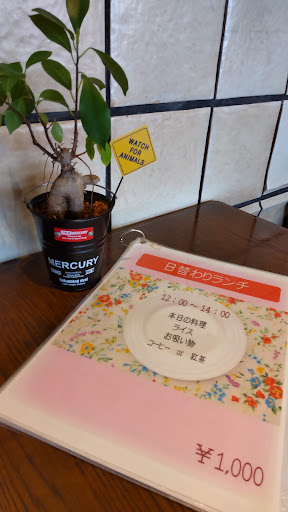 WATCH
FOR
ANIMALS
MERCURY
日替わりランチ
12:00～14:00
本日の料理
ライス
お吸い物
コーヒー or 紅茶
￥1,000